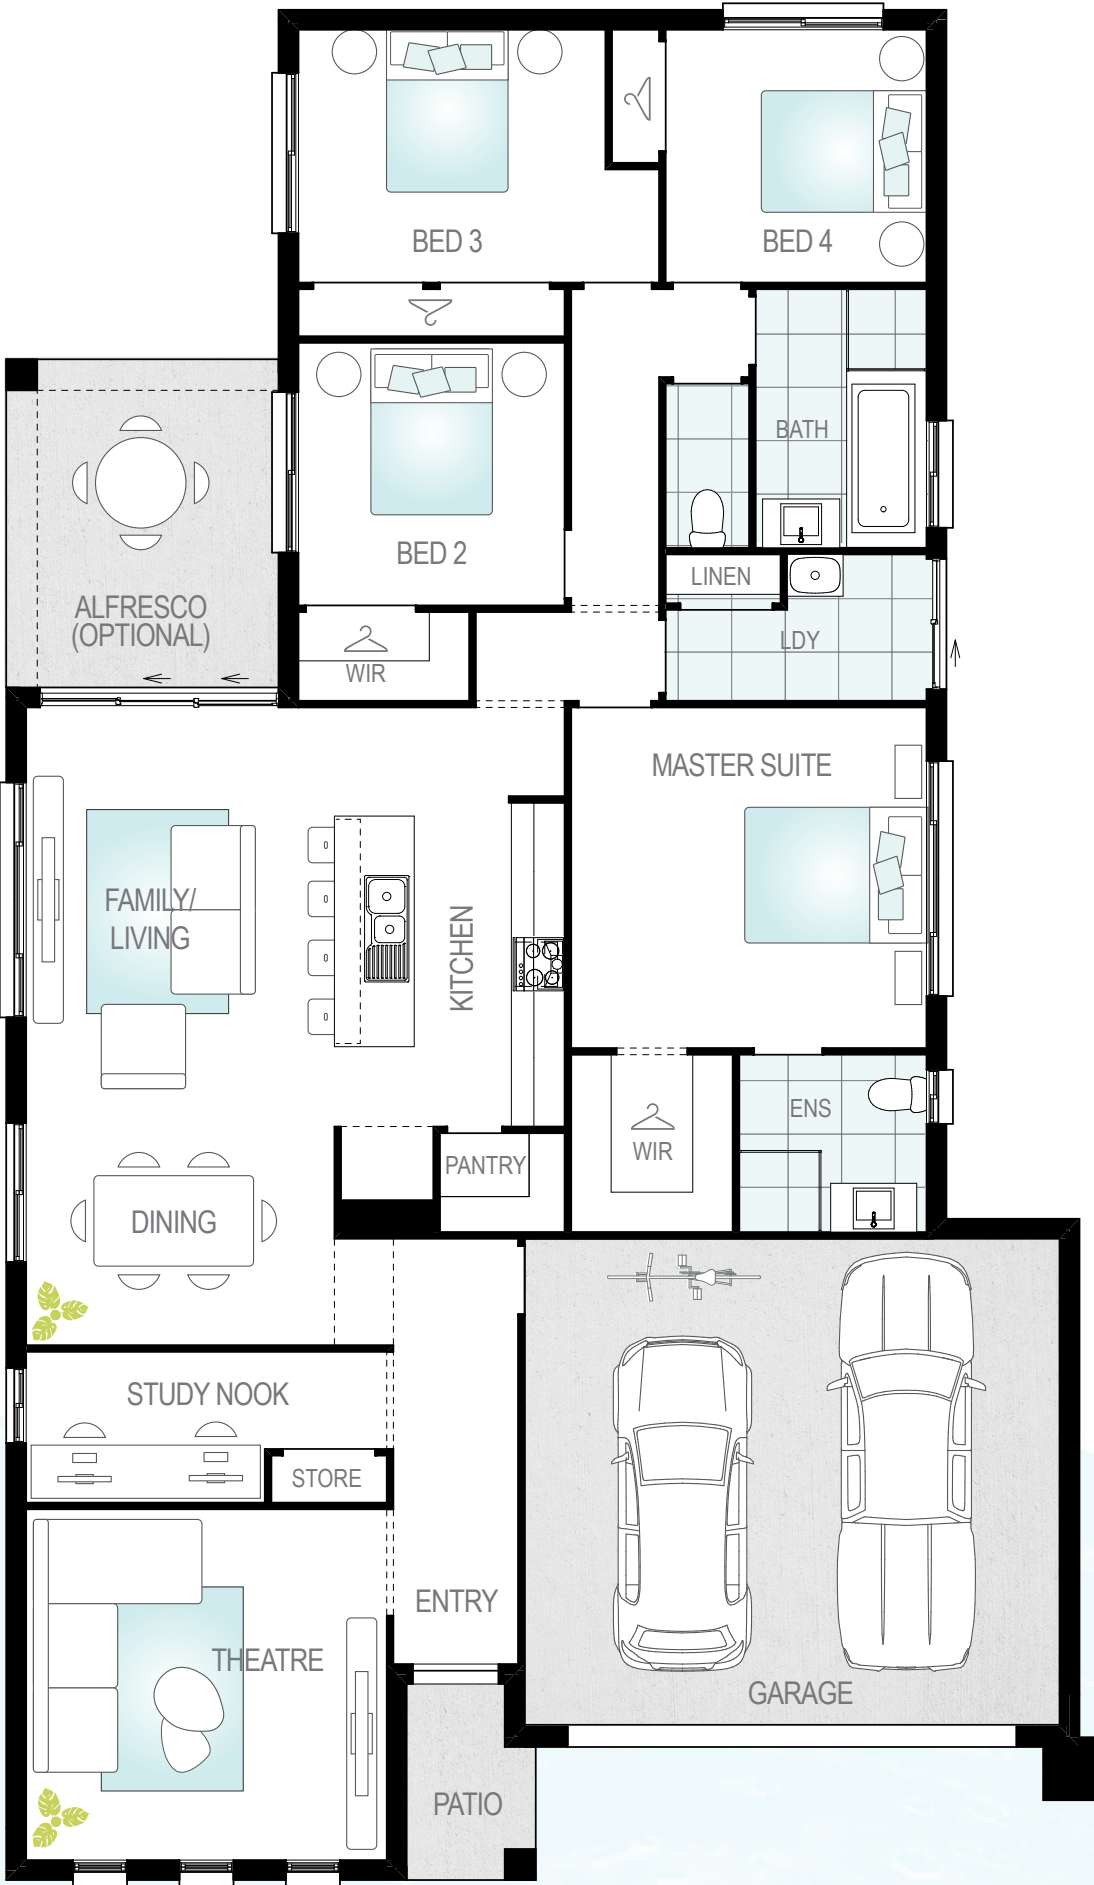 BED 3
BED 4
BATH
BED 2
LINEN
ALFRESCO
(OPTIONAL)
LDY
WIR
MASTER SUITE
FAMILY/
LIVING
KITCHEN
ENS
WIR
PANTRY
DINING
STUDY NOOK
STORE
ENTRY
THEATRE
GARAGE
PATIO